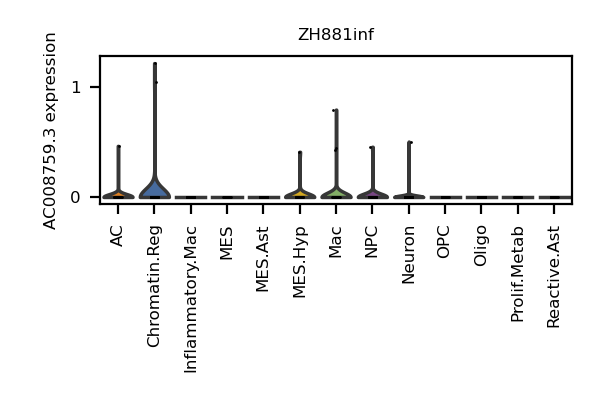 ZH881inf
AC008759.3 expression
1
0
AC
Chromatin.Reg
Inflammatory.Mac
MES
MES.Ast
MES.Hyp
Mac
NPC
Neuron
OPC
Oligo
Prolif.Metab
Reactive.Ast